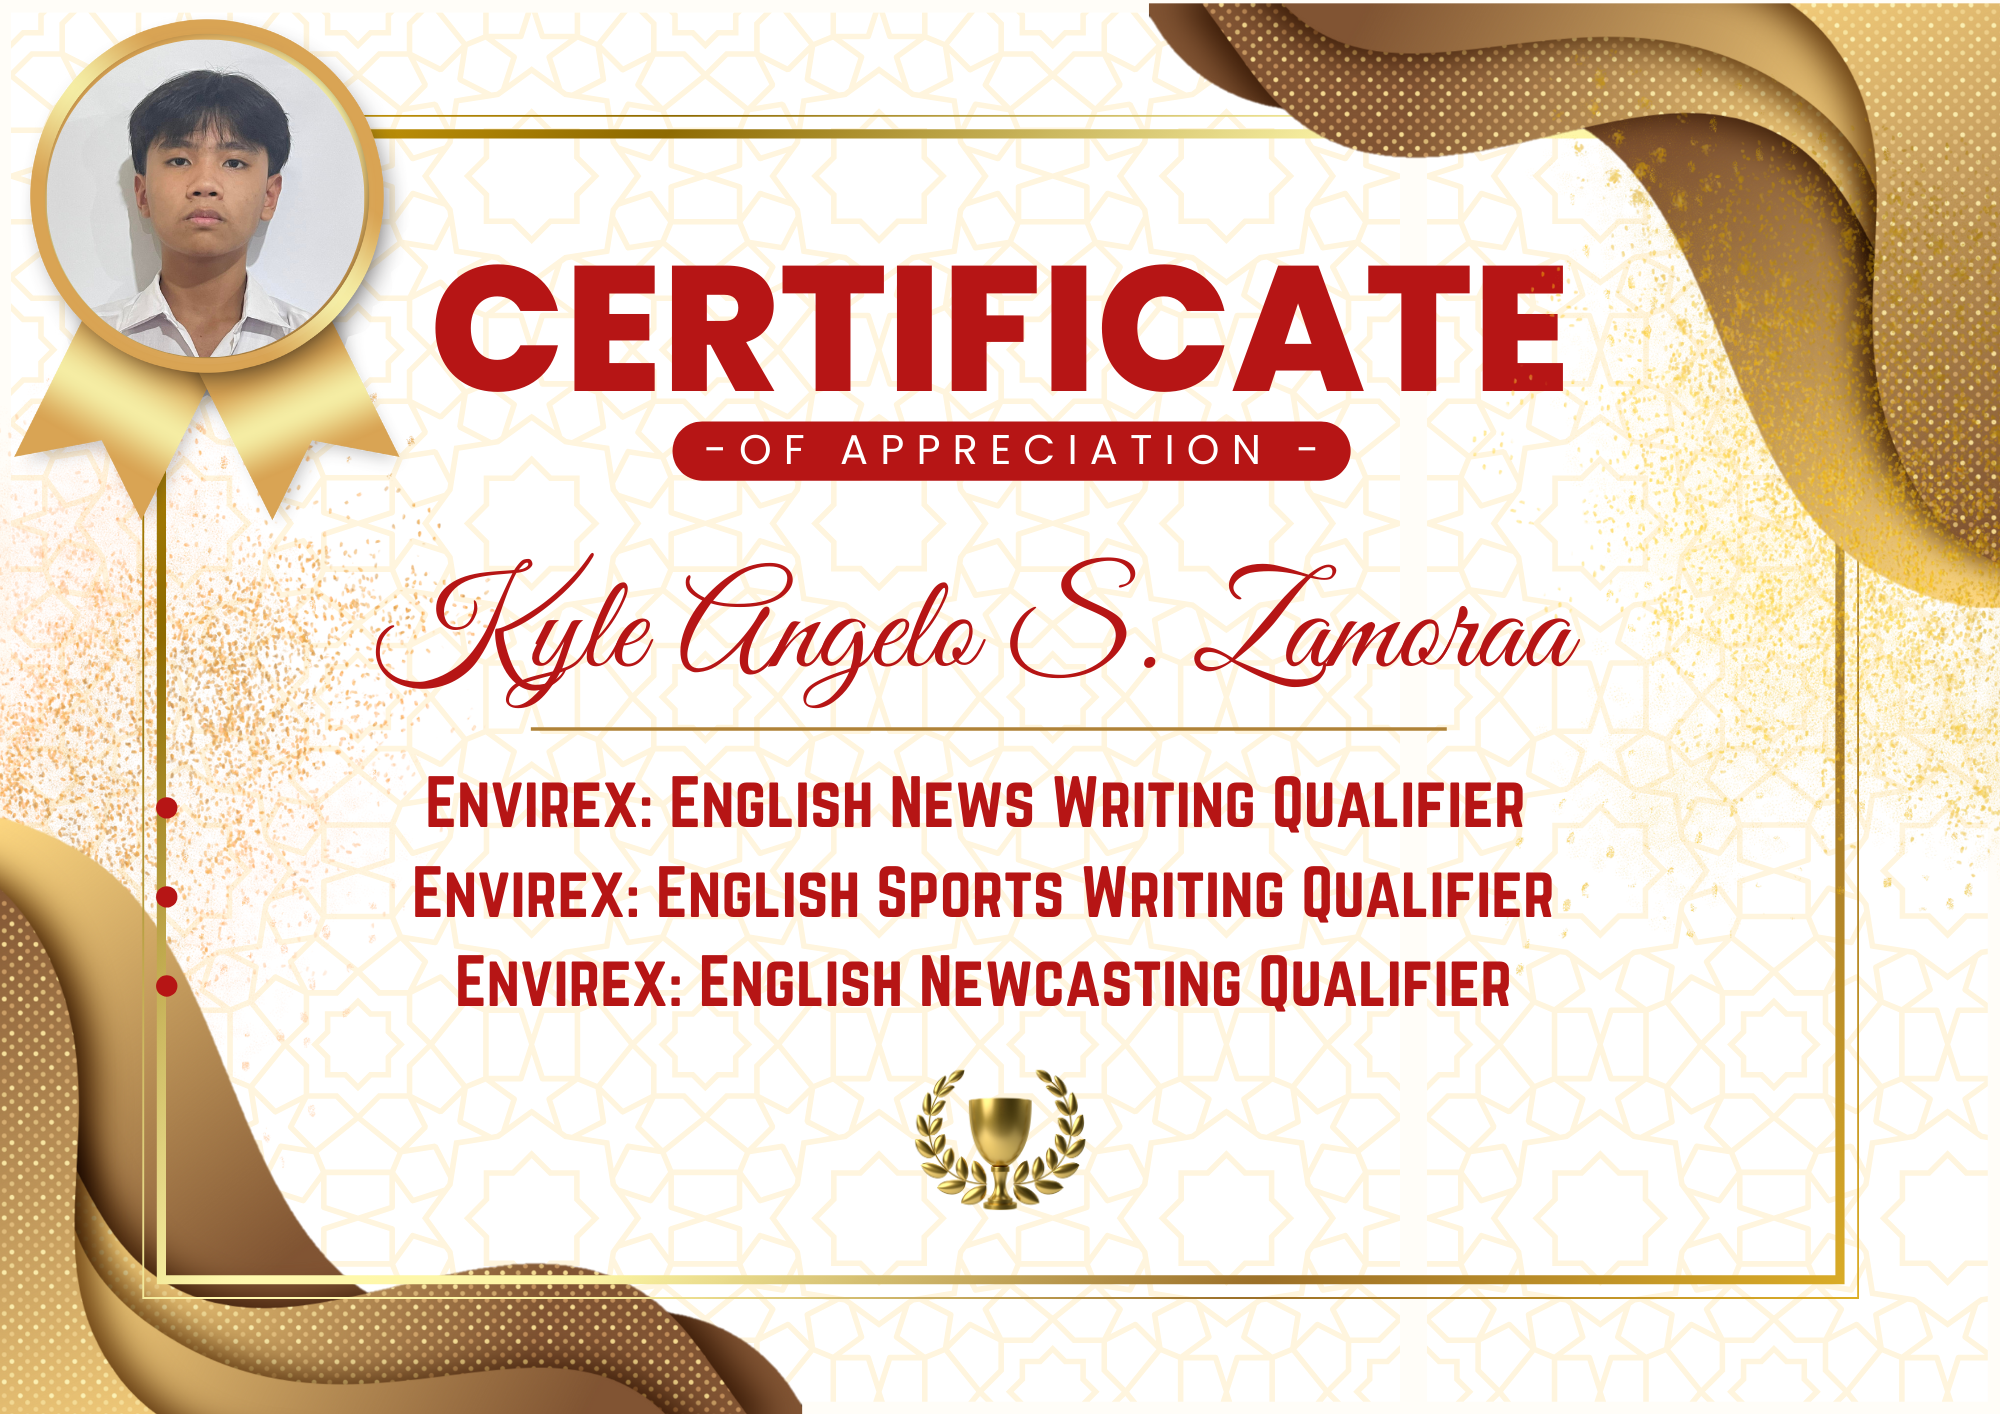 CERTIFICATE
-OF APPRECIATION -
Kyle Angelo S. Zamoraa
Envirex: English News Writing Qualifier
Envirex: English Sports Writing Qualifier
Envirex: English Newcasting Qualifier